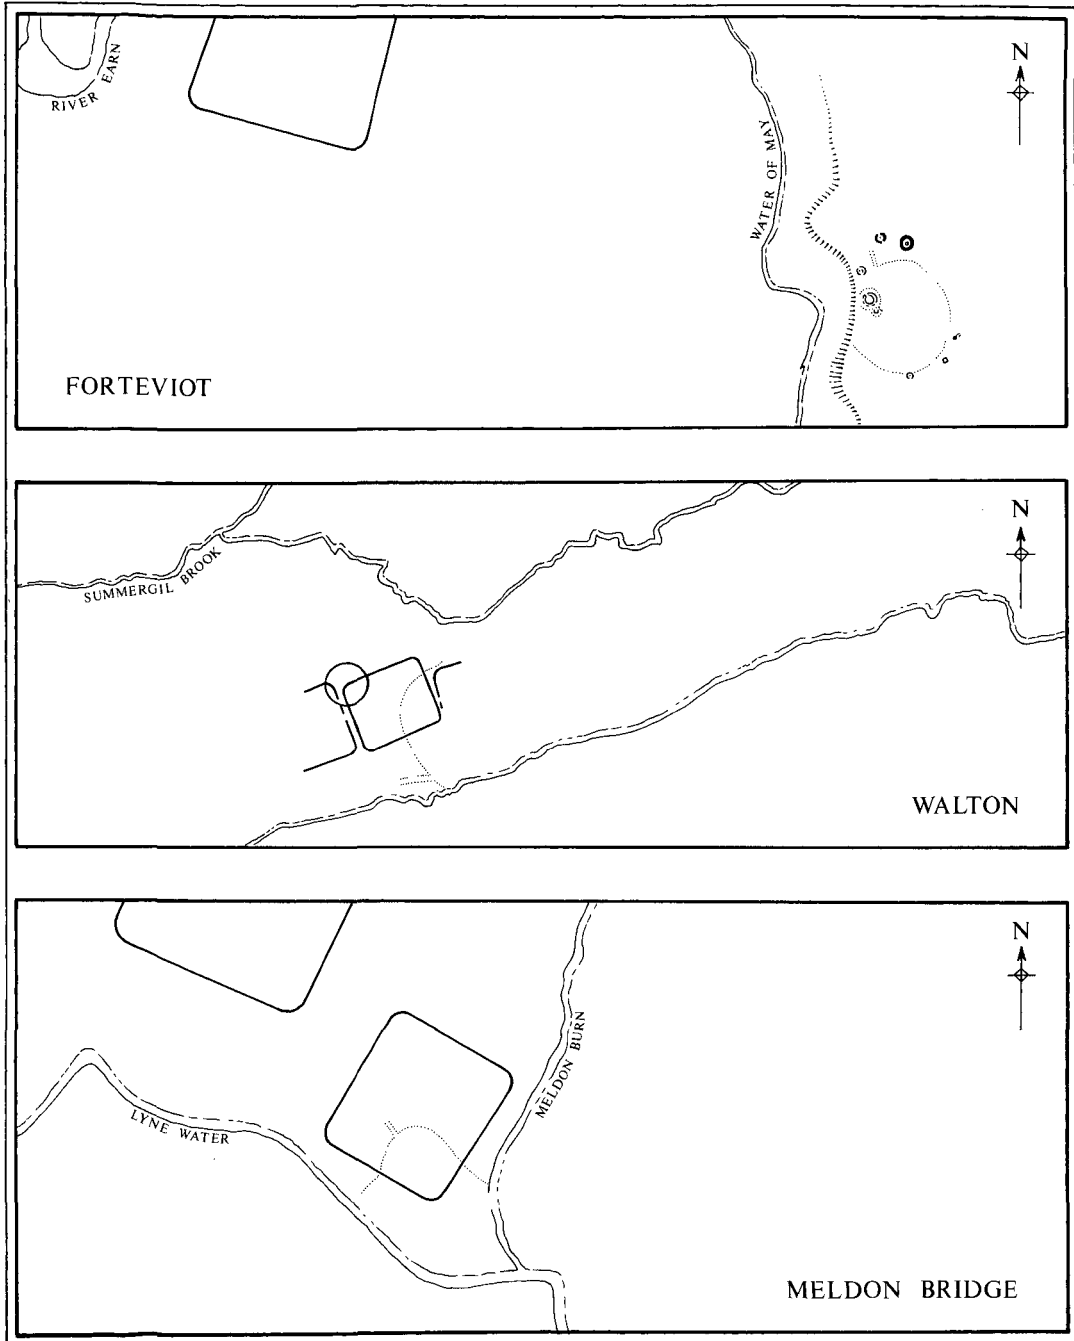 RIVER EARN
WATER OF MAY
N
FORTEVIOT
SUMMERGIL BROOK
N
WALTON
LYNE WATER
MELDON BURN
N
MELDON BRIDGE